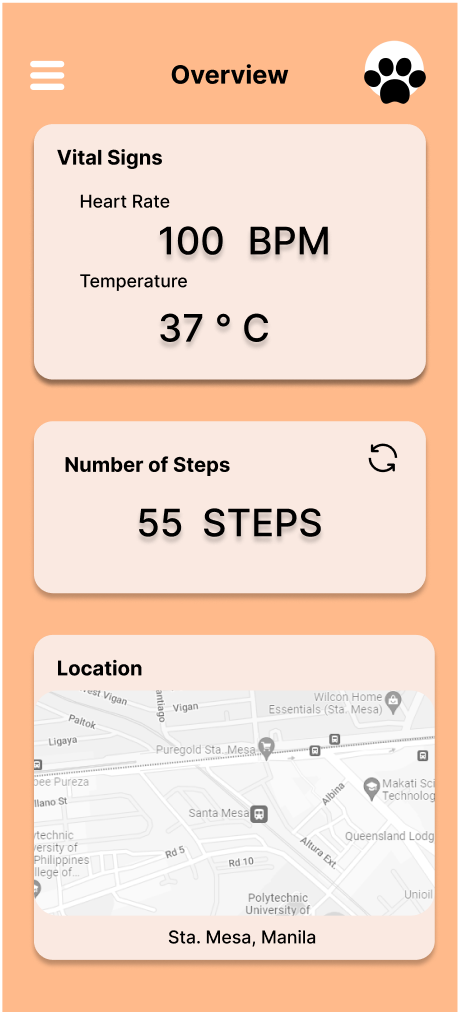 Overview
Vital Signs
Heart Rate
100 BPM
Temperature
37 ° C
Number of Steps
55 STEPS
Location
West Vigan
antiago
Vigan
Wilcon Home
Essentials (Sta. Mesa)
Paltok
Ligaya
Puregold Sta. Mesa
bee Pureza
llano St
Makati Sci
Technolog
Albina
Santa Mesa
ytechnic
versity of
Philippines
llege of...
Queensland Lodg
Rd 5
Rd 10
Altura Ext.
Polytechnic
University of
Unioil
Sta. Mesa, Manila